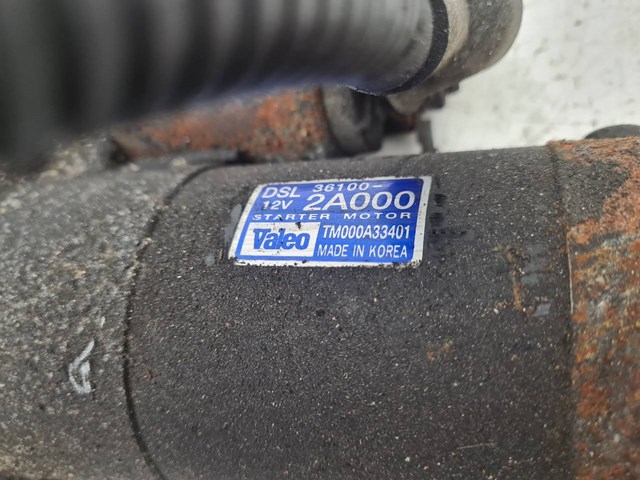 DSL 36100-
12V 2A000
STARTER MOTOR
Valeo TM000A33401
MADE IN KOREA